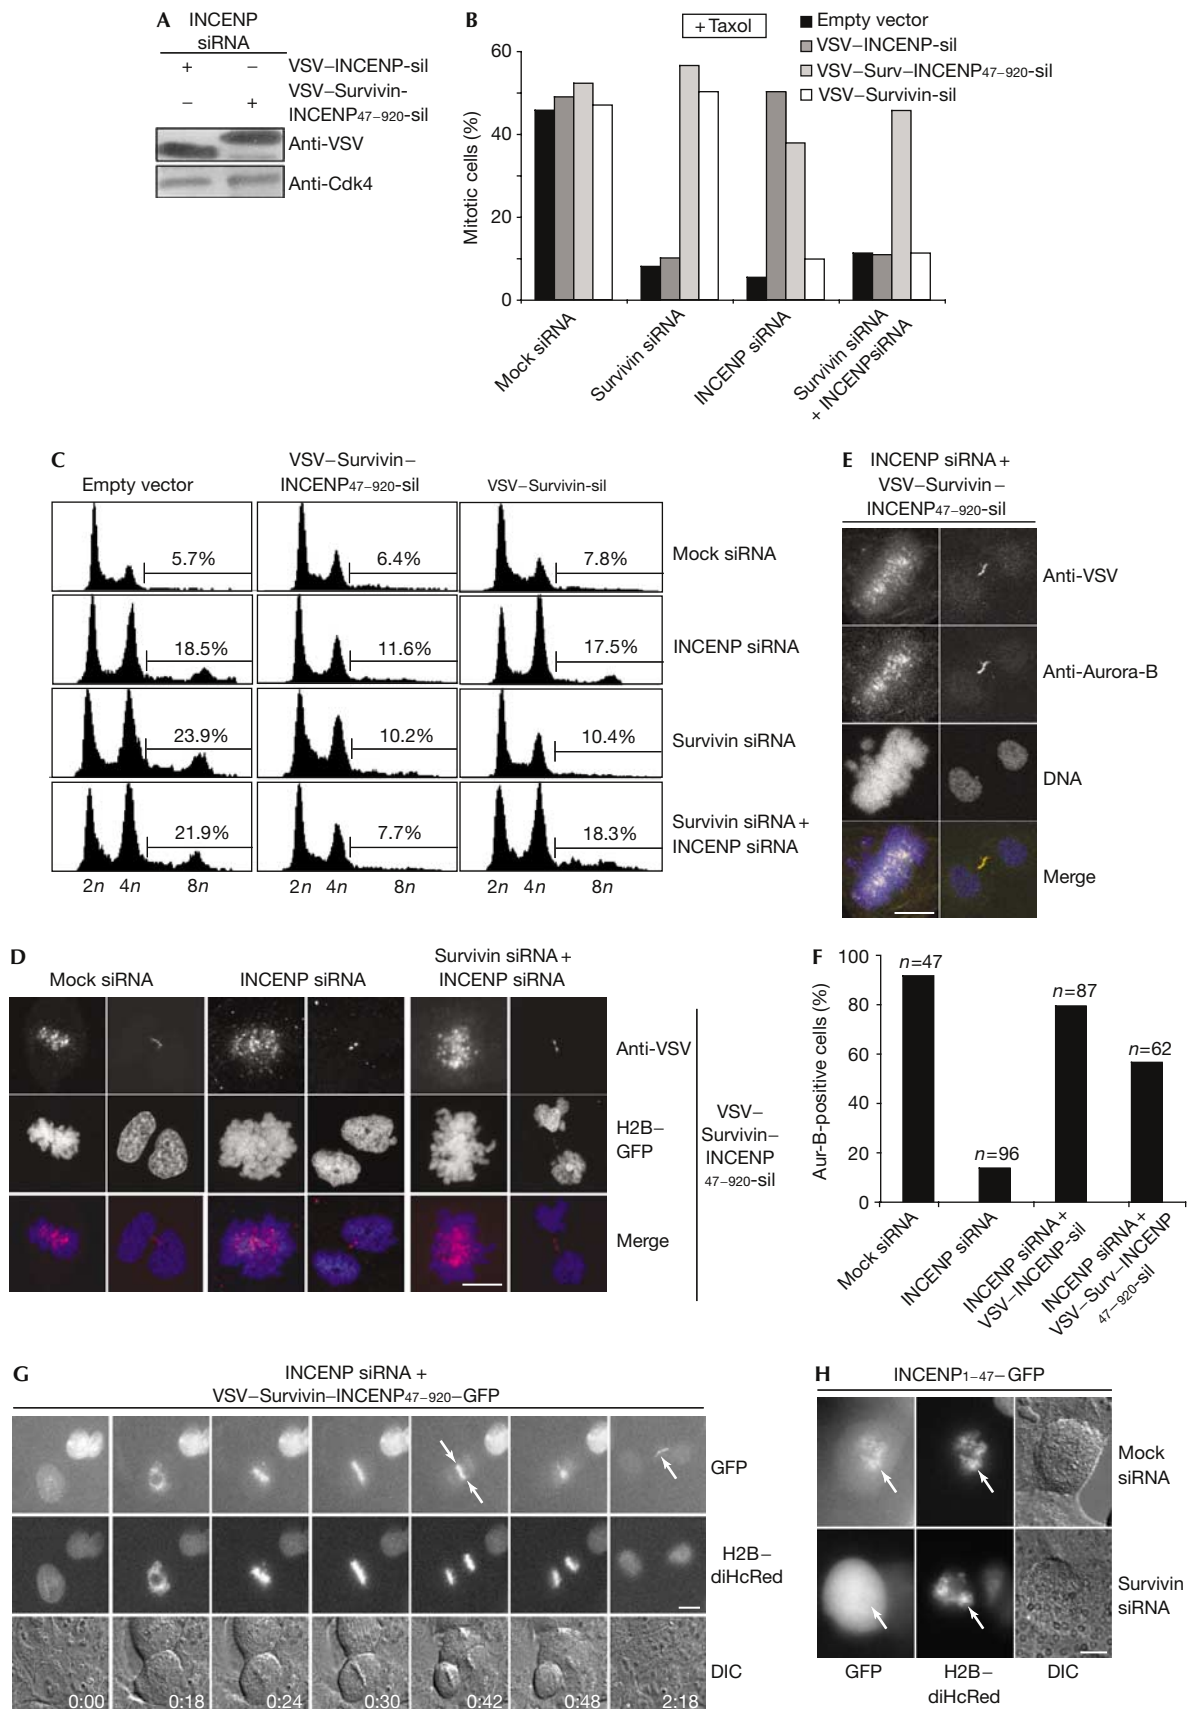 A
INCENP
siRNA
+ – VSV–INCENP-sil
– + VSV–Survivin-
INCENP47–920-sil
Anti-VSV
Anti-Cdk4
B
+ Taxol
Empty vector
VSV–INCENP-sil
VSV–Surv–INCENP47–920-sil
VSV–Survivin-sil
Mitotic cells (%)
60
40
20
0
Mock siRNA
Survivin siRNA
INCENP siRNA
Survivin siRNA
+ INCENPsiRNA
C
Empty vector
VSV–Survivin–
INCENP47–920-sil
VSV–Survivin-sil
5.7% 6.4% 7.8% Mock siRNA
18.5% 11.6% 17.5% INCENP siRNA
23.9% 10.2% 10.4% Survivin siRNA
21.9% 7.7% 18.3% Survivin siRNA+
INCENP siRNA
2n 4n 8n 2n 4n 8n 2n 4n 8n
E INCENP siRNA+
VSV–Survivin–
INCENP47–920-sil
Anti-VSV
Anti-Aurora-B
DNA
Merge
D
Mock siRNA
INCENP siRNA
Survivin siRNA+
INCENP siRNA
Anti-VSV
H2B–
GFP
Merge
VSV–
Survivin–
INCENP
47–920-sil
F
Aur-B-positive cells (%)
100
80
60
40
20
0
n=47
n=96
n=87
n=62
Mock siRNA
INCENP siRNA
INCENP siRNA+
VSV–INCENP-sil
INCENP siRNA+
VSV–Surv–INCENP
47–920-sil
G
INCENP siRNA +
VSV–Survivin–INCENP47–920–GFP
GFP
H2B–
diHcRed
DIC
0:00 0:18 0:24 0:30 0:42 0:48 2:18
H
INCENP1–47–GFP
Mock
siRNA
Survivin
siRNA
GFP H2B– DIC
diHcRed